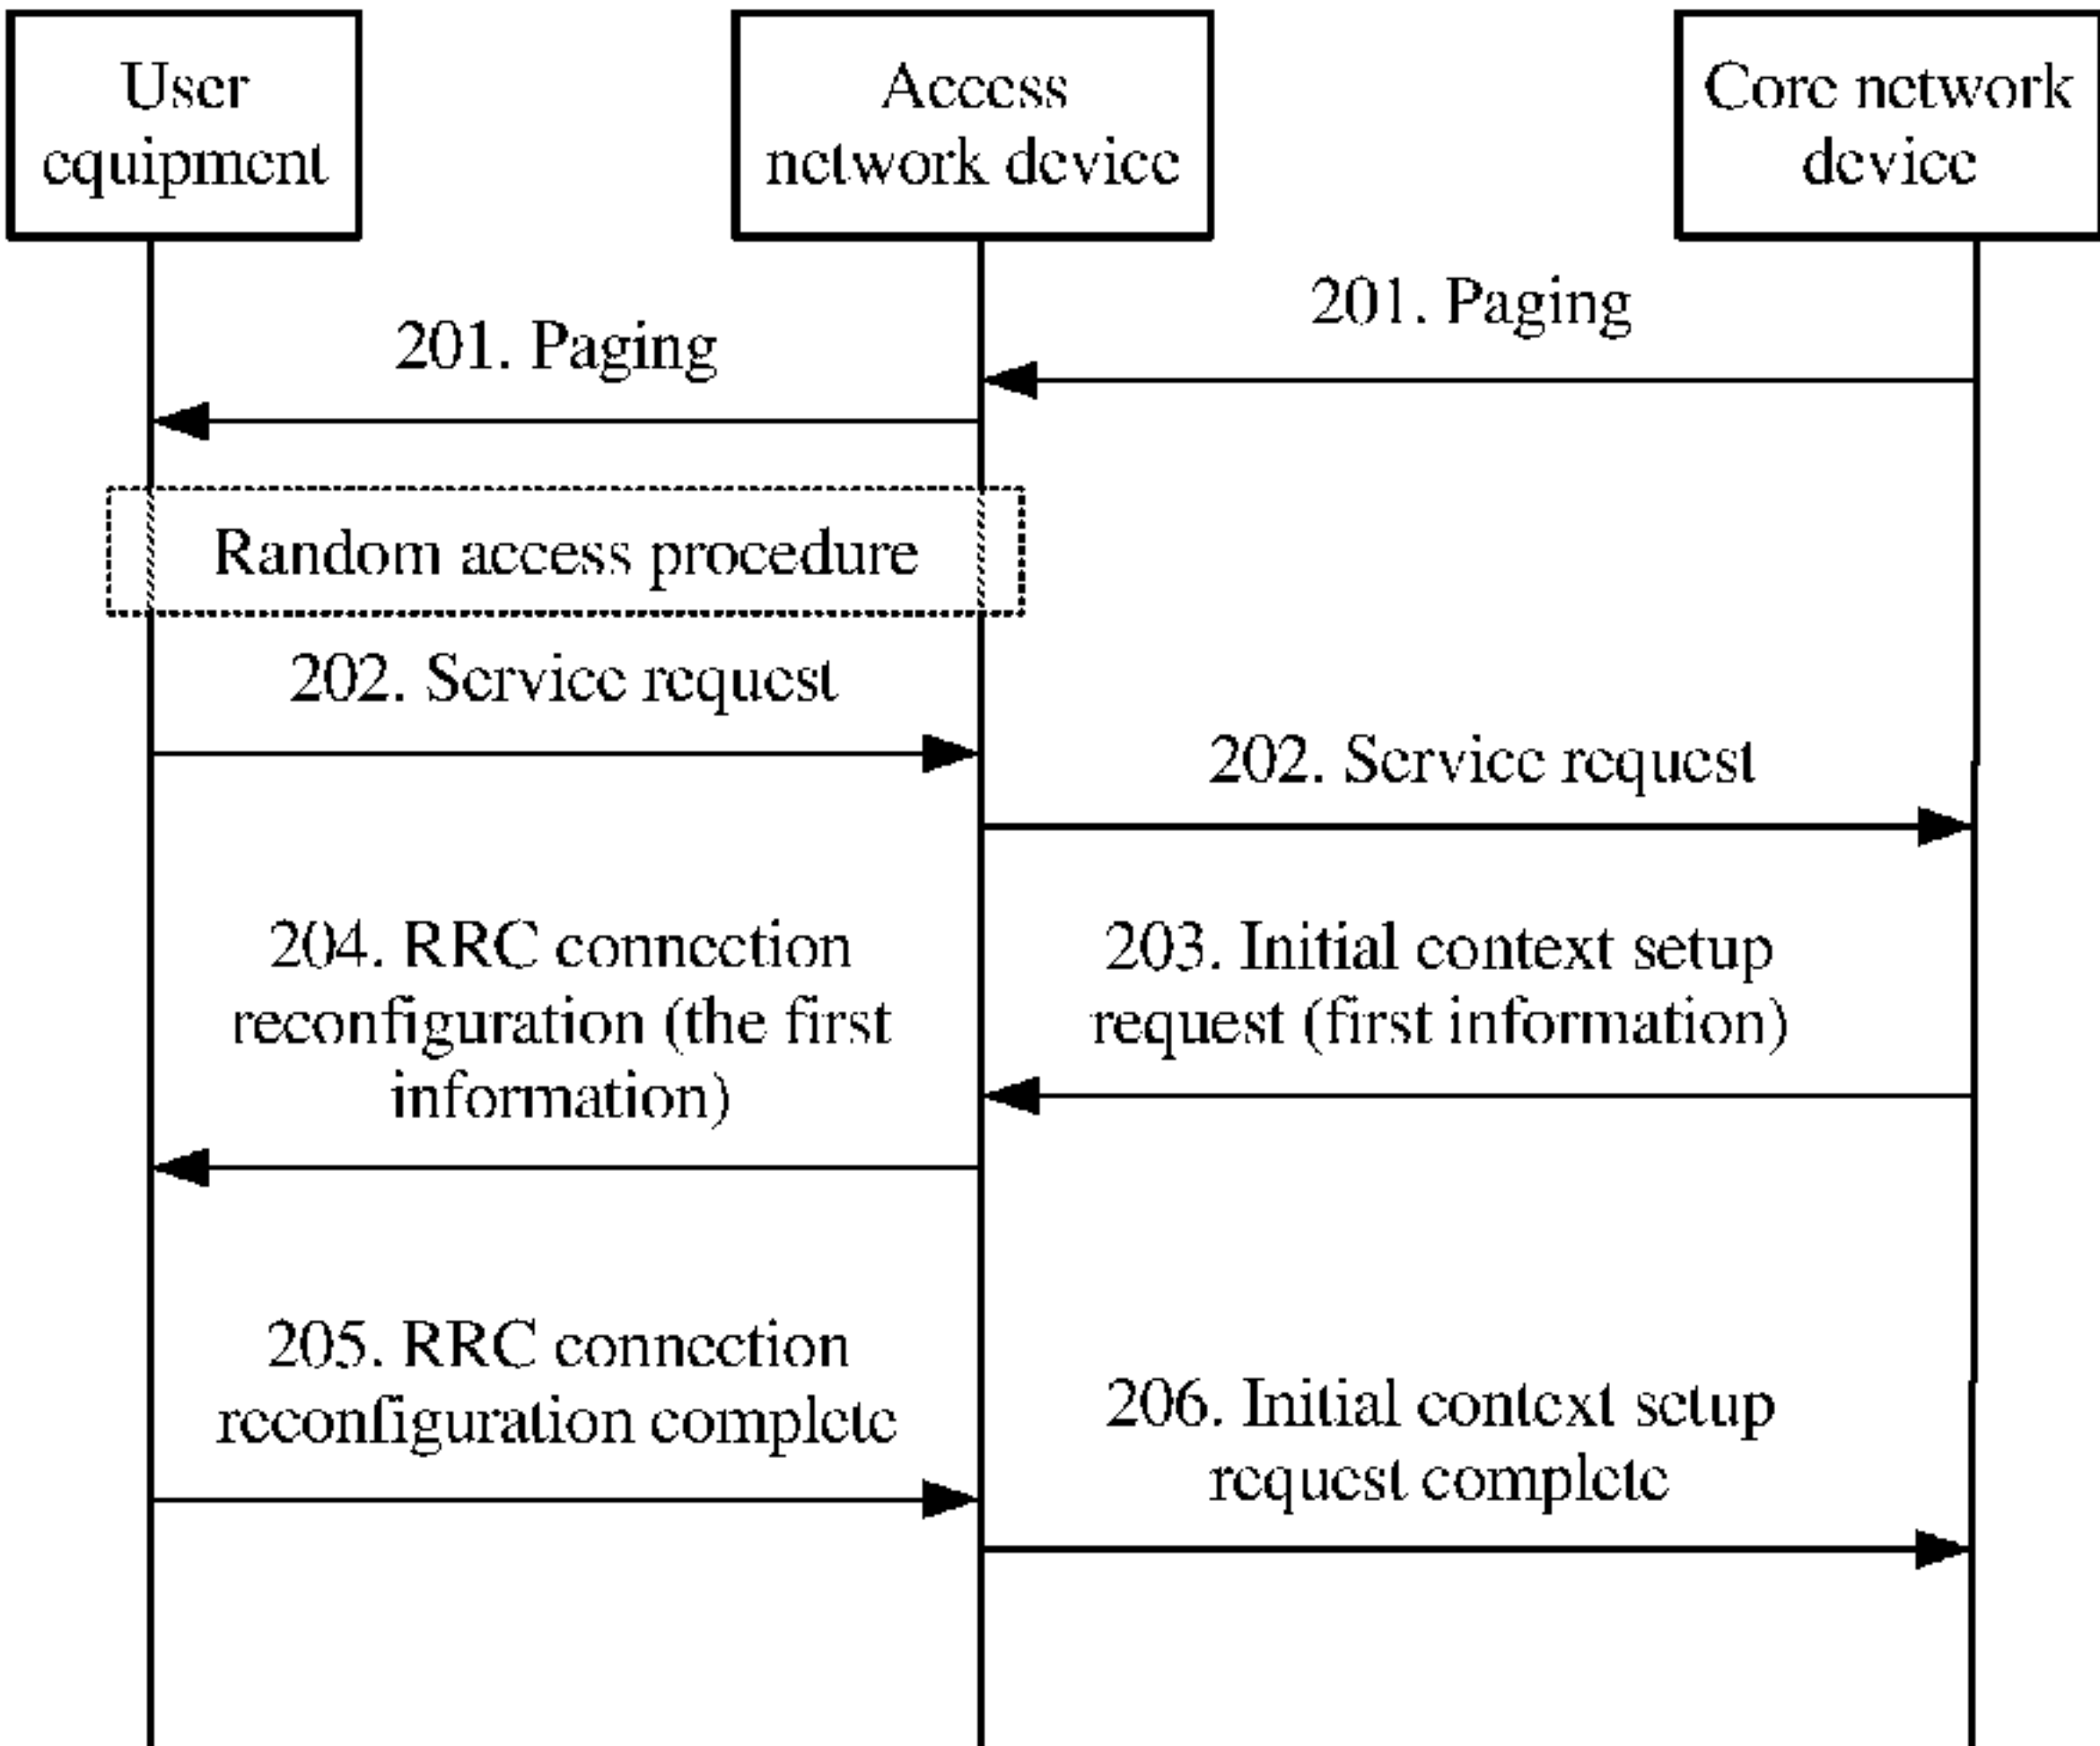 User
equipment
Access
network device
Core network
device
201. Paging
201. Paging
Random access procedure
202. Service request
202. Service request
204. RRC connection
reconfiguration (the first
information)
203. Initial context setup
request (first information)
205. RRC connection
reconfiguration complete
206. Initial context setup
request complete